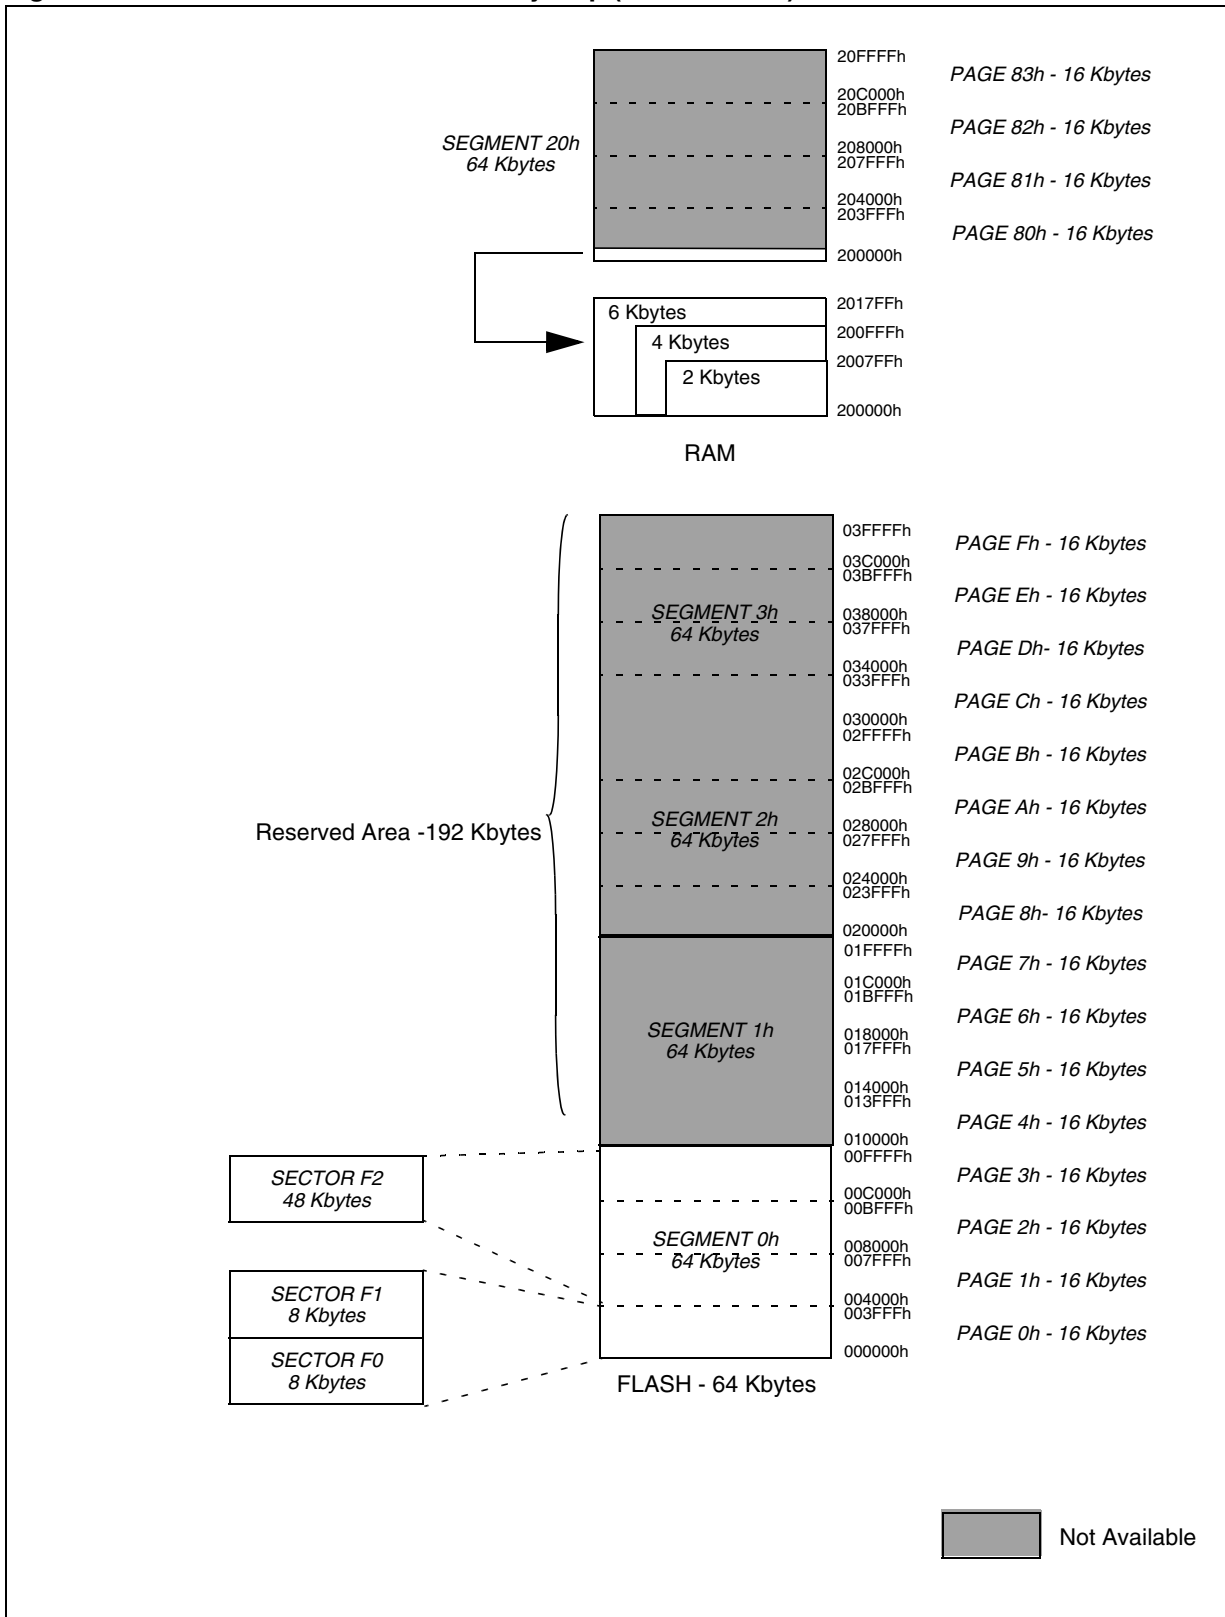 20FFFFh
PAGE 83h - 16 Kbytes
20C000h
20BFFFh
PAGE 82h - 16 Kbytes
SEGMENT 20h
64 Kbytes
208000h
207FFFh
PAGE 81h - 16 Kbytes
204000h
203FFFh
PAGE 80h - 16 Kbytes
200000h
2017FFh
6 Kbytes
200FFFh
4 Kbytes
2007FFh
2 Kbytes
200000h
RAM
03FFFFh
PAGE Fh - 16 Kbytes
03C000h
03BFFFh
PAGE Eh - 16 Kbytes
SEGMENT 3h
64 Kbytes
038000h
037FFFh
PAGE Dh- 16 Kbytes
034000h
033FFFh
PAGE Ch - 16 Kbytes
030000h
02FFFFh
PAGE Bh - 16 Kbytes
02C000h
02BFFFh
PAGE Ah - 16 Kbytes
SEGMENT 2h
64 Kbytes
028000h
027FFFh
Reserved Area -192 Kbytes
PAGE 9h - 16 Kbytes
024000h
023FFFh
PAGE 8h- 16 Kbytes
020000h
01FFFFh
PAGE 7h - 16 Kbytes
01C000h
01BFFFh
PAGE 6h - 16 Kbytes
SEGMENT 1h
64 Kbytes
018000h
017FFFh
PAGE 5h - 16 Kbytes
014000h
013FFFh
PAGE 4h - 16 Kbytes
010000h
00FFFFh
SECTOR F2
48 Kbytes
PAGE 3h - 16 Kbytes
00C000h
00BFFFh
PAGE 2h - 16 Kbytes
SEGMENT 0h
64 Kbytes
008000h
007FFFh
PAGE 1h - 16 Kbytes
SECTOR F1
8 Kbytes
004000h
003FFFh
PAGE 0h - 16 Kbytes
000000h
SECTOR F0
8 Kbytes
FLASH - 64 Kbytes
Not Available